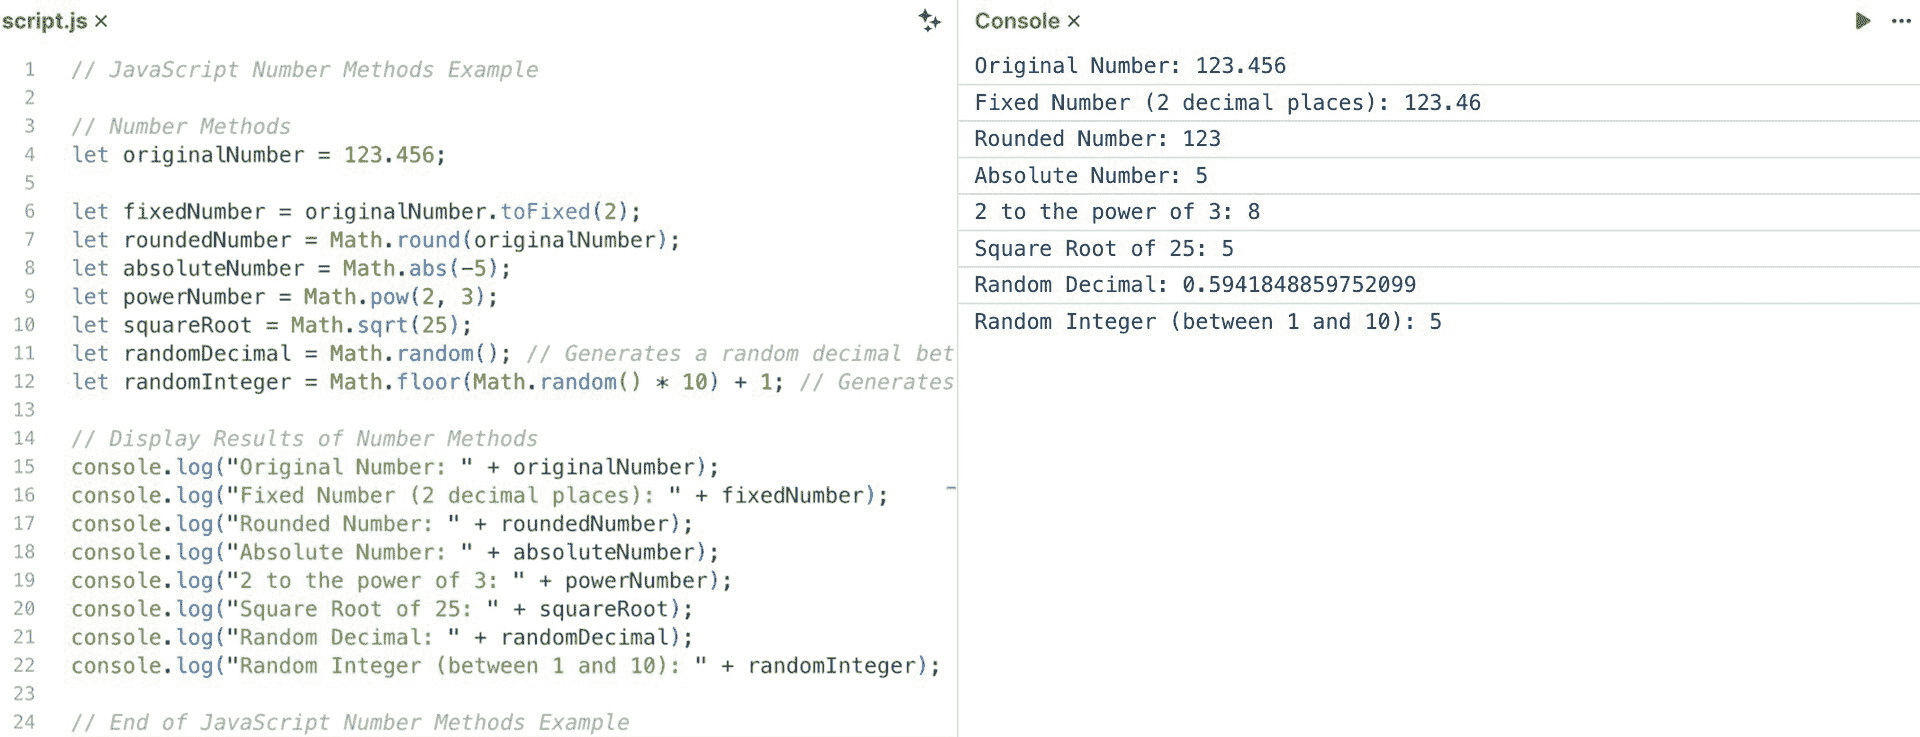 script.js ×
1 // JavaScript Number Methods Example
2
3 // Number Methods
4 let originalNumber = 123.456;
5
6 let fixedNumber = originalNumber.toFixed(2);
7 let roundedNumber = Math.round(originalNumber);
8 let absoluteNumber = Math.abs(-5);
9 let powerNumber = Math.pow(2, 3);
10 let squareRoot = Math.sqrt(25);
11 let randomDecimal = Math.random(); // Generates a random decimal bet
12 let randomInteger = Math.floor(Math.random() * 10) + 1; // Generates
13
14 // Display Results of Number Methods
15 console.log("Original Number: " + originalNumber);
16 console.log("Fixed Number (2 decimal places): " + fixedNumber);
17 console.log("Rounded Number: " + roundedNumber);
18 console.log("Absolute Number: " + absoluteNumber);
19 console.log("2 to the power of 3: " + powerNumber);
20 console.log("Square Root of 25: " + squareRoot);
21 console.log("Random Decimal: " + randomDecimal);
22 console.log("Random Integer (between 1 and 10): " + randomInteger);
23
24 // End of JavaScript Number Methods Example
Console ×
Original Number: 123.456
Fixed Number (2 decimal places): 123.46
Rounded Number: 123
Absolute Number: 5
2 to the power of 3: 8
Square Root of 25: 5
Random Decimal: 0.5941848859752099
Random Integer (between 1 and 10): 5